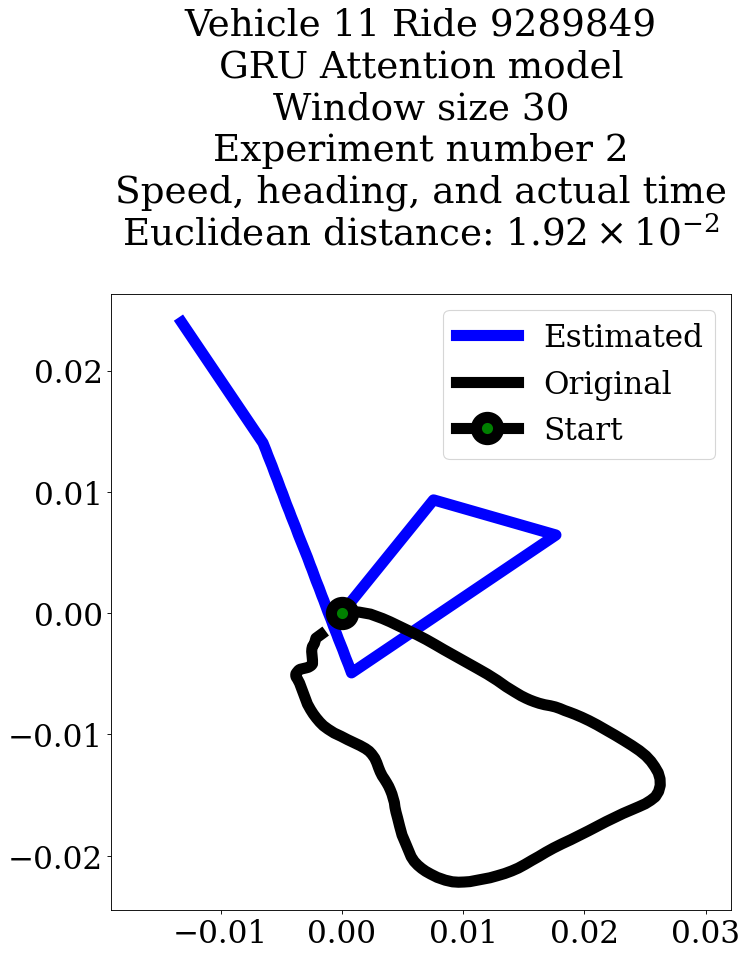 Vehicle 11 Ride 9289849
GRU Attention model
Window size 30
Experiment number 2
Speed, heading, and actual time
Euclidean distance: 1.92 × 10⁻²
Estimated
Original
Start
0.02
0.01
0.00
−0.01
−0.02
−0.01 0.00 0.01 0.02 0.03